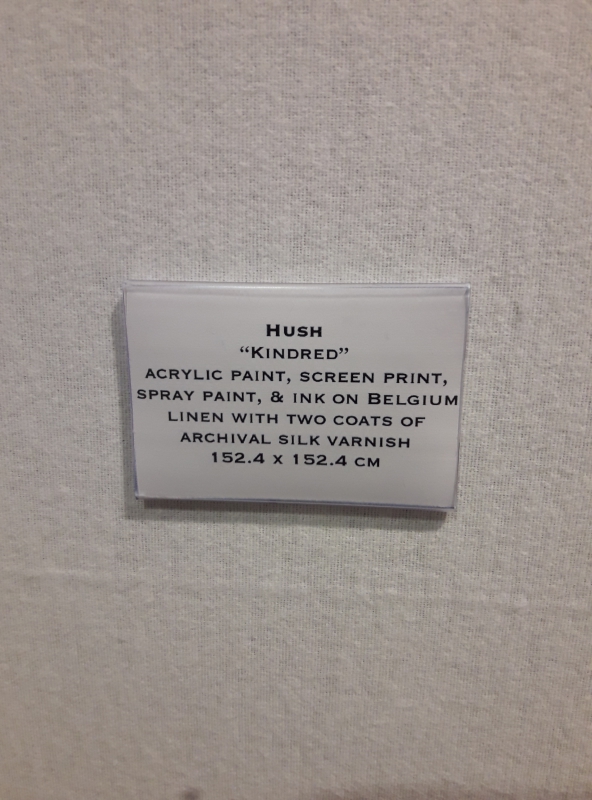 HUSH
“KINDRED”
ACRYLIC PAINT, SCREEN PRINT,
SPRAY PAINT, & INK ON BELGIUM
LINEN WITH TWO COATS OF
ARCHIVAL SILK VARNISH
152.4 X 152.4 CM